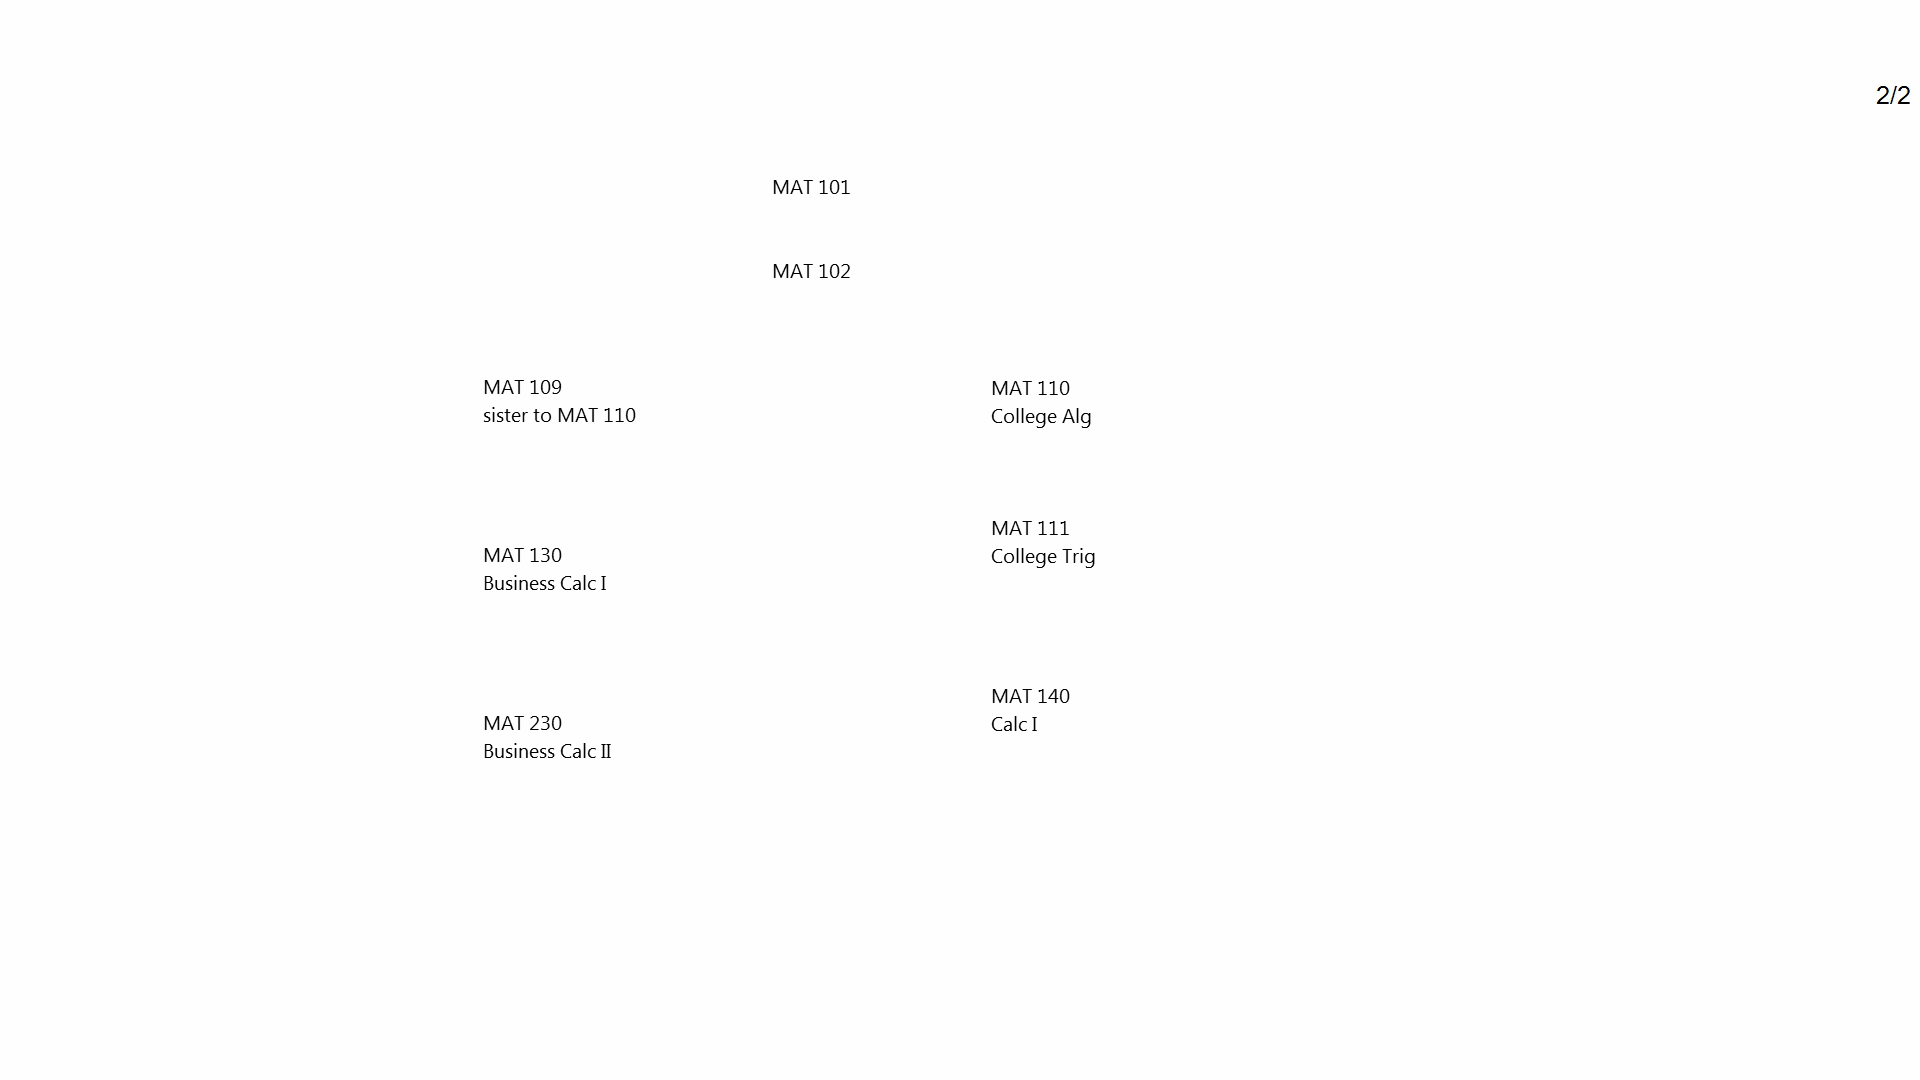 2/2
MAT 101
MAT 102
MAT 109
sister to MAT 110
MAT 110
College Alg
MAT 111
College Trig
MAT 130
Business Calc I
MAT 140
Calc I
MAT 230
Business Calc II